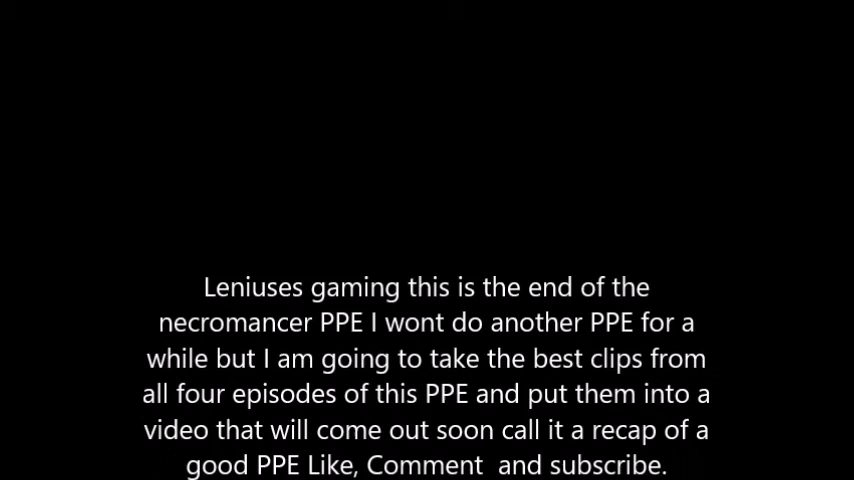 Leniuses gaming this is the end of the
necromancer PPE I wont do another PPE for a
while but I am going to take the best clips from
all four episodes of this PPE and put them into a
video that will come out soon call it a recap of a
good PPE Like, Comment  and subscribe.